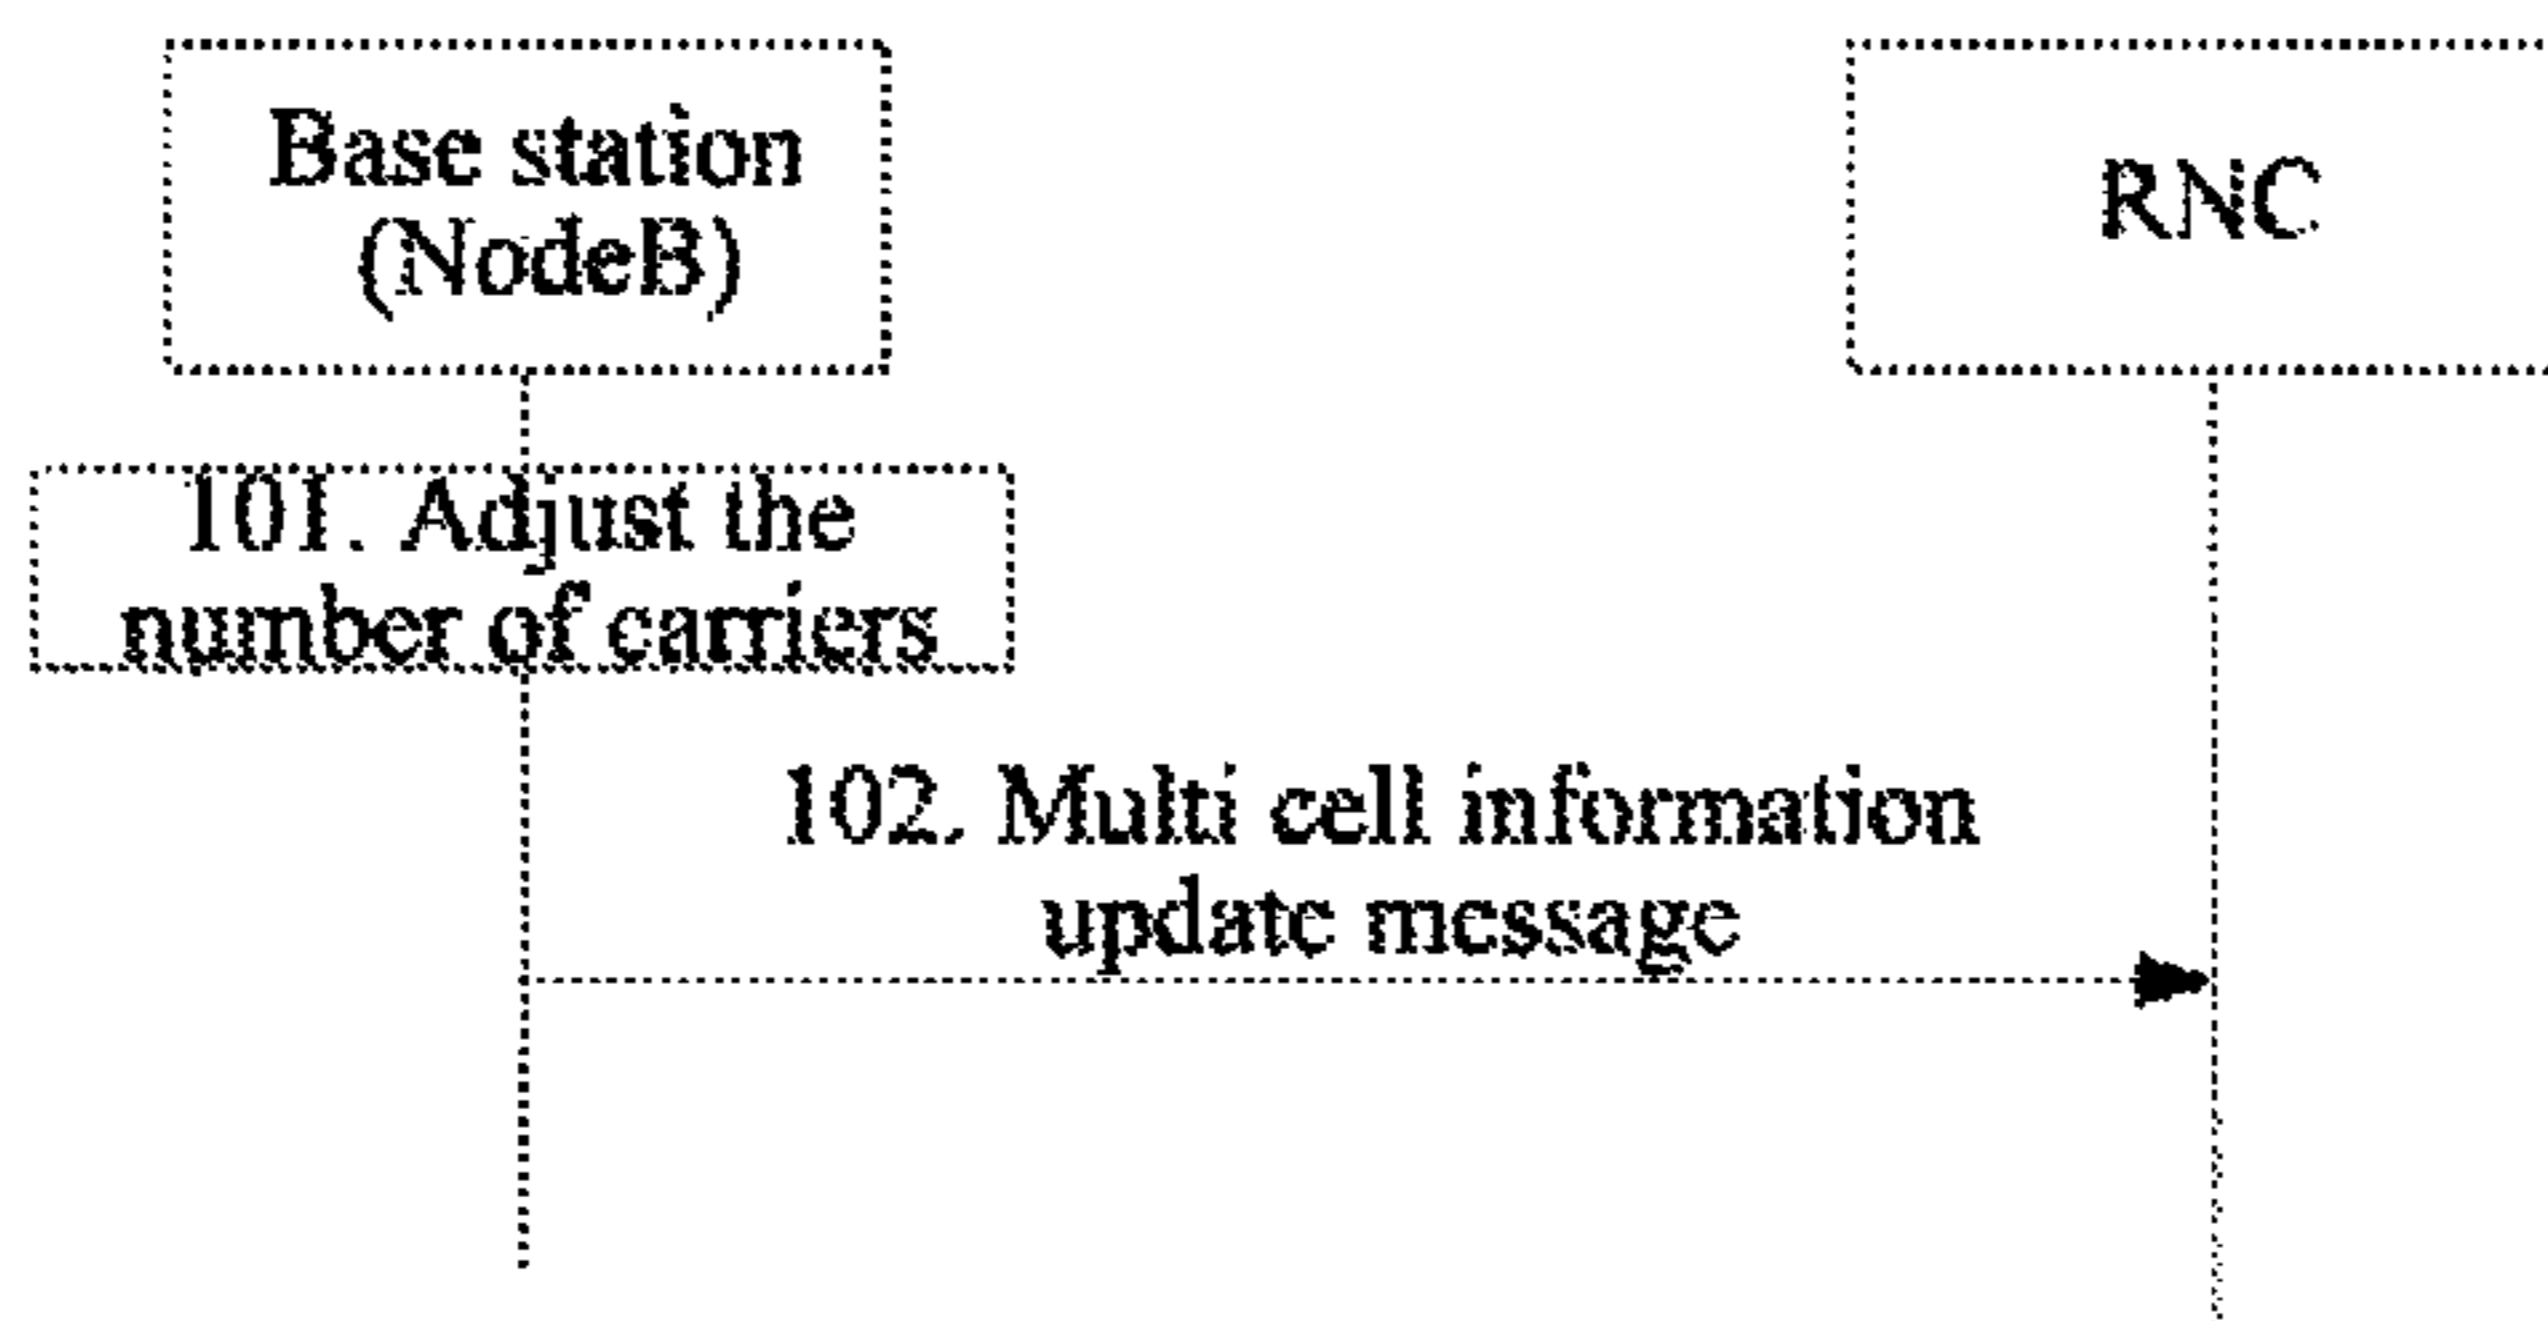 Base station
(NodeB)
RNC
101. Adjust the
number of carriers
102. Multi cell information
update message